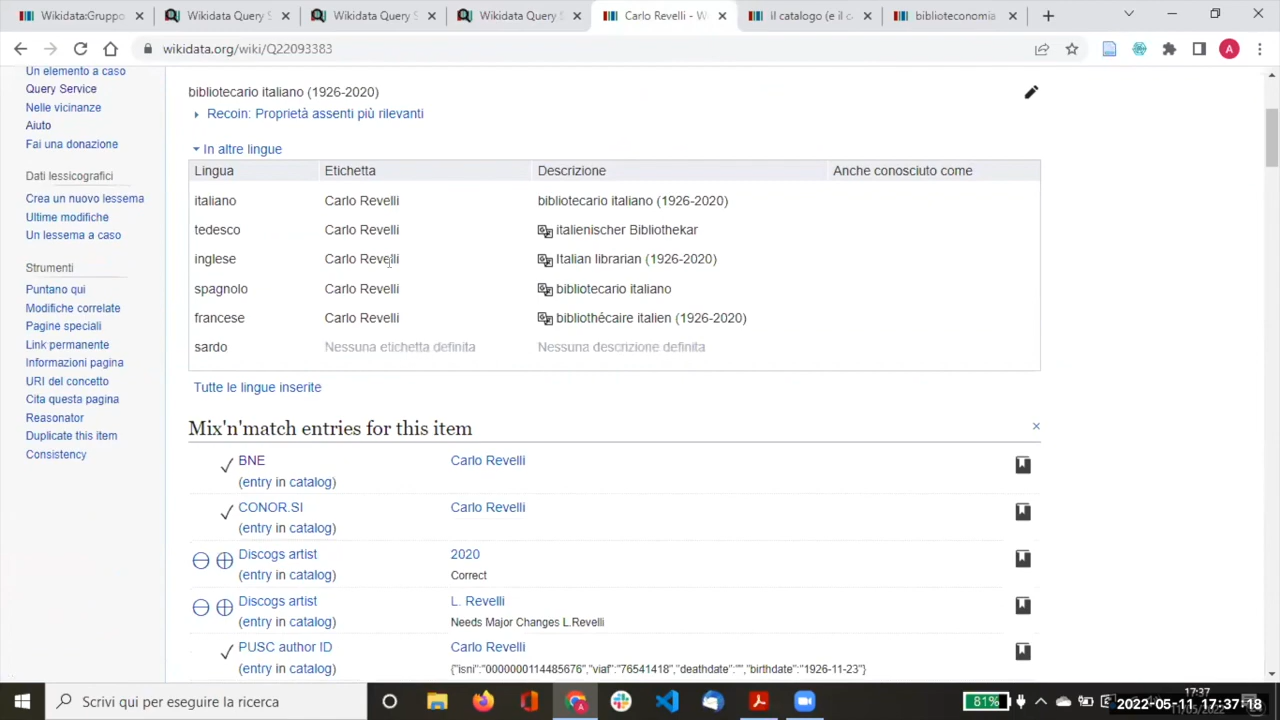 Wikidata:Gruppo
Wikidata Query S
Wikidata Query S
Wikidata Query
Carlo Revelli - W
il catalogo (e il c
biblioteconomia
wikidata.org/wiki/Q22093383
A
Un elemento a caso
Query Service
Nelle vicinanze
Aiuto
Fai una donazione
Dati lessicografici
Crea un nuovo lessema
Ultime modifiche
Un lessema a caso
Strumenti
Puntano qui
Modifiche correlate
Pagine speciali
Link permanente
Informazioni pagina
URI del concetto
Cita questa pagina
Reasonator
Duplicate this item
Consistency
bibliotecario italiano (1926-2020)
Recoin: Proprietà assenti più rilevanti
In altre lingue
Lingua Etichetta Descrizione Anche conosciuto come
italiano Carlo Revelli bibliotecario italiano (1926-2020)
tedesco Carlo Revelli italienischer Bibliothekar
inglese Carlo Revelli Italian librarian (1926-2020)
spagnolo Carlo Revelli bibliotecario italiano
francese Carlo Revelli bibliothécaire italien (1926-2020)
sardo Nessuna etichetta definita Nessuna descrizione definita
Tutte le lingue inserite
Mix'n'match entries for this item
BNE Carlo Revelli
(entry in catalog)
CONOR.SI Carlo Revelli
(entry in catalog)
Discogs artist 2020
(entry in catalog) Correct
Discogs artist L. Revelli
(entry in catalog) Needs Major Changes L.Revelli
PUSC author ID Carlo Revelli
(entry in catalog) {"isni":"0000000114485676","viaf":"76541418","deathdate":"","birthdate":"1926-11-23"}
Scrivi qui per eseguire la ricerca
81%
17:37
2022-05-11 17:37:18